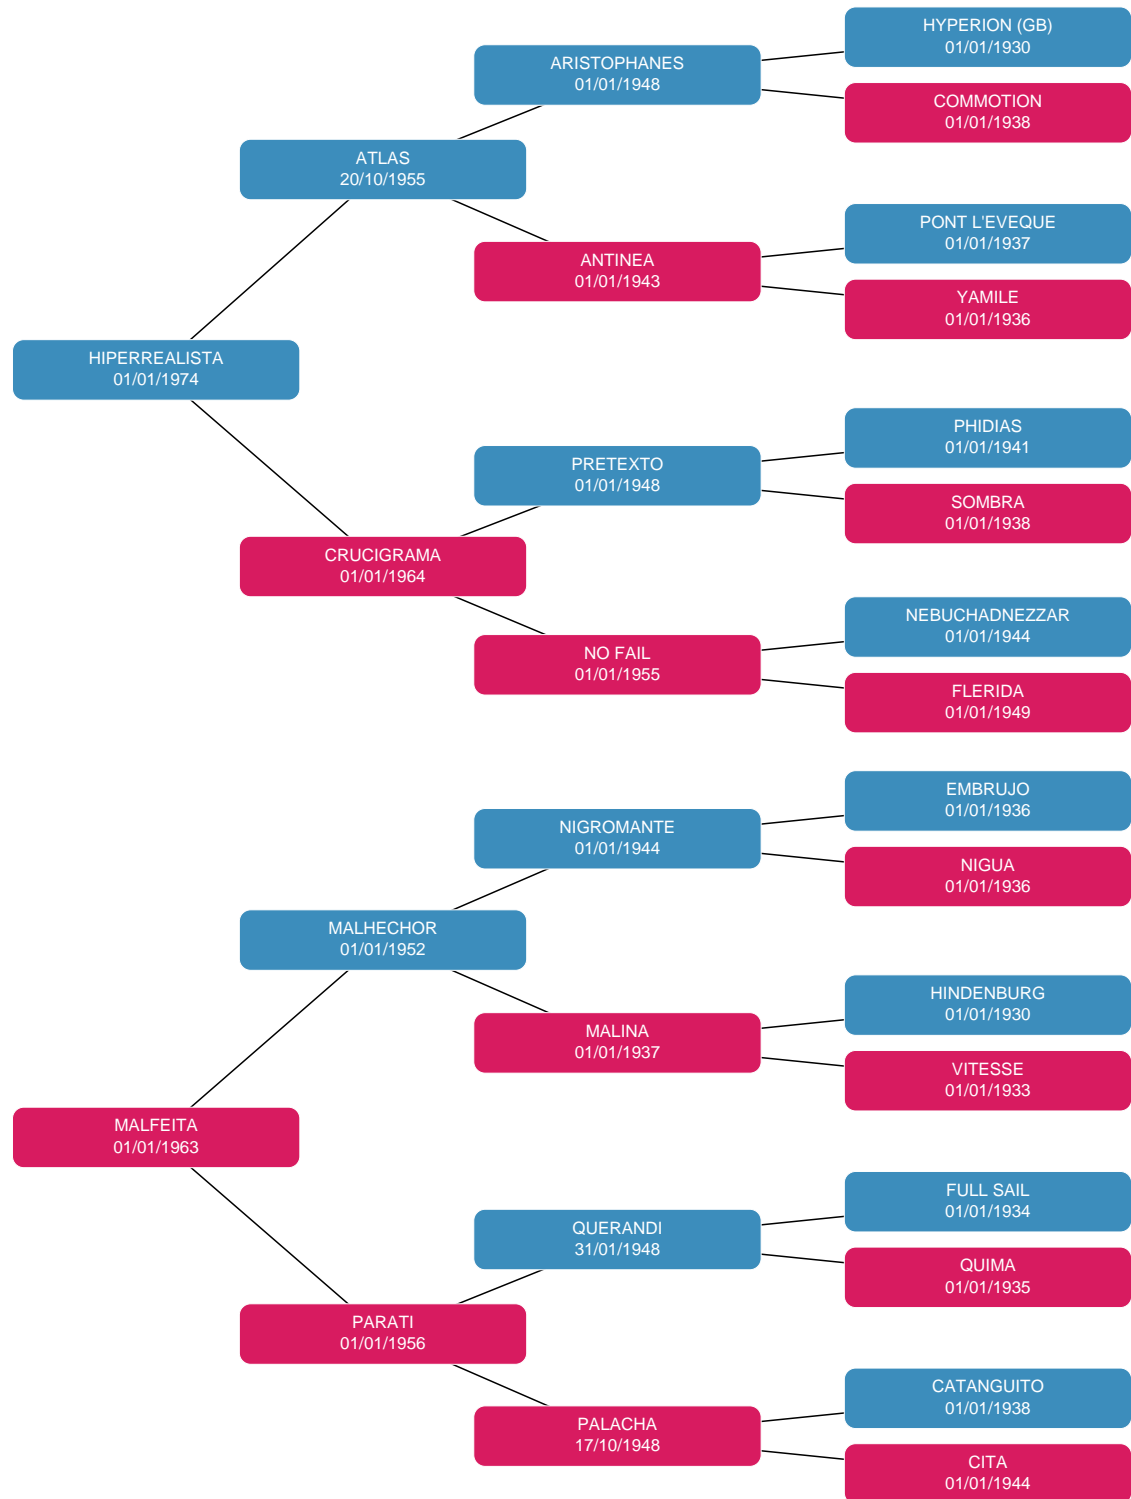 HYPERION (GB)
01/01/1930
ARISTOPHANES
01/01/1948
COMMOTION
01/01/1938
ATLAS
20/10/1955
PONT L'EVEQUE
01/01/1937
ANTINEA
01/01/1943
YAMILE
01/01/1936
HIPERREALISTA
01/01/1974
PHIDIAS
01/01/1941
PRETEXTO
01/01/1948
SOMBRA
01/01/1938
CRUCIGRAMA
01/01/1964
NEBUCHADNEZZAR
01/01/1944
NO FAIL
01/01/1955
FLERIDA
01/01/1949
EMBRUJO
01/01/1936
NIGROMANTE
01/01/1944
NIGUA
01/01/1936
MALHECHOR
01/01/1952
HINDENBURG
01/01/1930
MALINA
01/01/1937
VITESSE
01/01/1933
MALFEITA
01/01/1963
FULL SAIL
01/01/1934
QUERANDI
31/01/1948
QUIMA
01/01/1935
PARATI
01/01/1956
CATANGUITO
01/01/1938
PALACHA
17/10/1948
CITA
01/01/1944